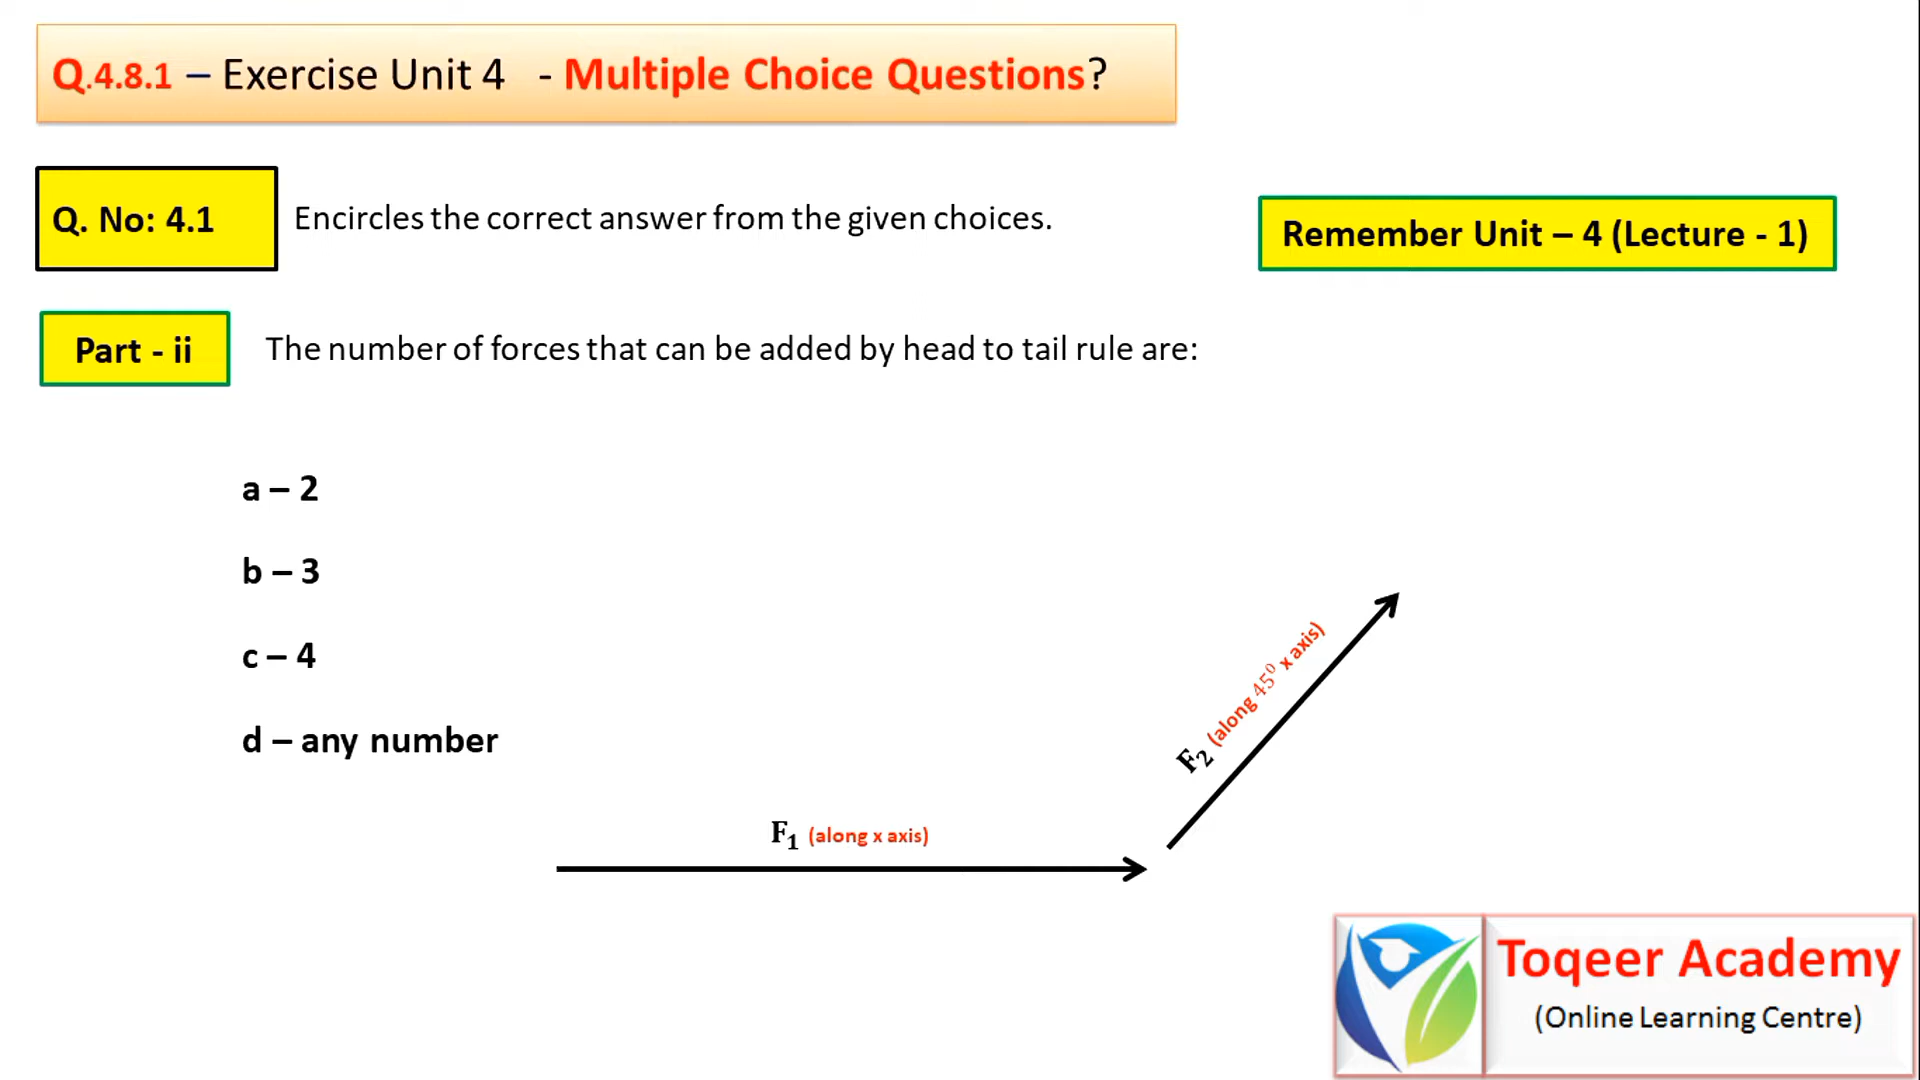 Q.4.8.1 – Exercise Unit 4 - Multiple Choice Questions?
Q. No: 4.1 Encircles the correct answer from the given choices.
Remember Unit – 4 (Lecture - 1)
Part - ii The number of forces that can be added by head to tail rule are:
a – 2
b – 3
c – 4
d – any number
F₂ (along 45⁰ x axis)
F₁ (along x axis)
Toqeer Academy
(Online Learning Centre)